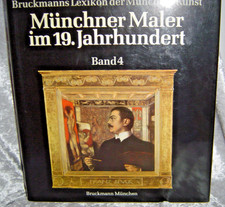 Bruckmanns Lexikon der Münchner Kunst
Münchner Maler
im 19. Jahrhundert
Band 4
Bruckmann München